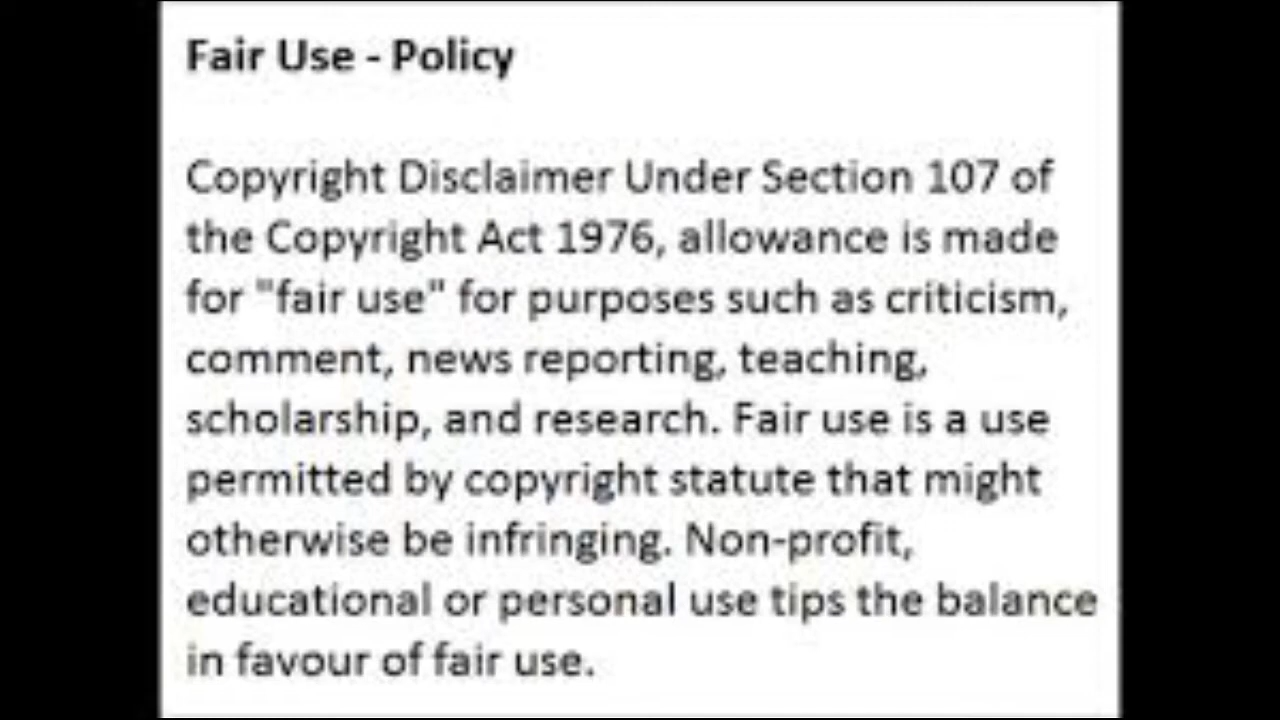 Fair Use - Policy
Copyright Disclaimer Under Section 107 of
the Copyright Act 1976, allowance is made
for "fair use" for purposes such as criticism,
comment, news reporting, teaching,
scholarship, and research. Fair use is a use
permitted by copyright statute that might
otherwise be infringing. Non-profit,
educational or personal use tips the balance
in favour of fair use.